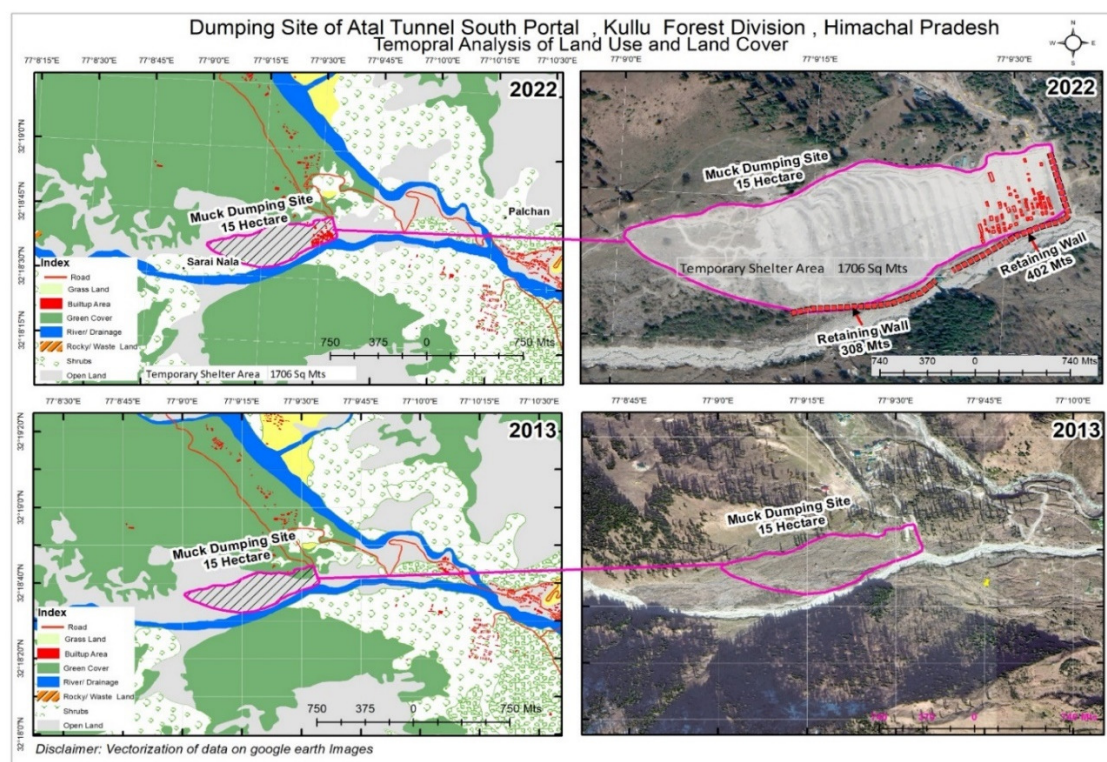 Dumping Site of Atal Tunnel South Portal , Kullu Forest Division , Himachal Pradesh
Temopral Analysis of Land Use and Land Cover
N
W E
S
77°8'15"E 77°8'30"E 77°8'45"E 77°9'0"E 77°9'15"E 77°9'30"E 77°9'45"E 77°10'0"E 77°10'15"E 77°10'30"E
2022
32°19'0"N
32°18'45"N
32°18'30"N
32°18'15"N
Muck Dumping Site
15 Hectare
Palchan
Sarai Nala
Index
Road
Grass Land
Builtup Area
Green Cover
River/ Drainage
Rocky/ Waste Land
Shrubs
Open Land
750 375 0 750 Mts
Temporary Shelter Area 1706 Sq Mts
77°9'0"E 77°9'15"E 77°9'30"E
2022
Muck Dumping Site
15 Hectare
Temporary Shelter Area 1706 Sq Mts
Retaining Wall
402 Mts
Retaining Wall
308 Mts
740 370 0 740 Mts
77°8'30"E 77°8'45"E 77°9'0"E 77°9'15"E 77°9'30"E 77°9'45"E 77°10'0"E 77°10'15"E 77°10'30"E
2013
32°19'20"N
32°19'0"N
32°18'40"N
32°18'20"N
32°18'0"N
Muck Dumping Site
15 Hectare
Index
Road
Grass Land
Builtup Area
Green Cover
River/ Drainage
Rocky/ Waste Land
Shrubs
Open Land
750 375 0 750 Mts
77°8'45"E 77°9'0"E 77°9'15"E 77°9'30"E 77°9'45"E 77°10'0"E
2013
Muck Dumping Site
15 Hectare
0
Disclaimer: Vectorization of data on google earth Images